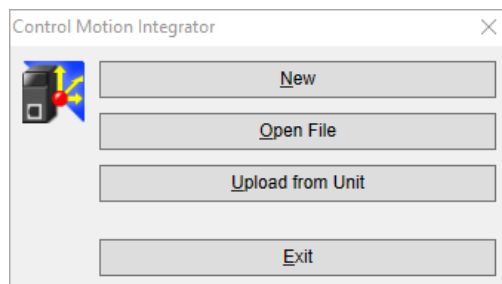 Control Motion Integrator
New
Open File
Upload from Unit
Exit